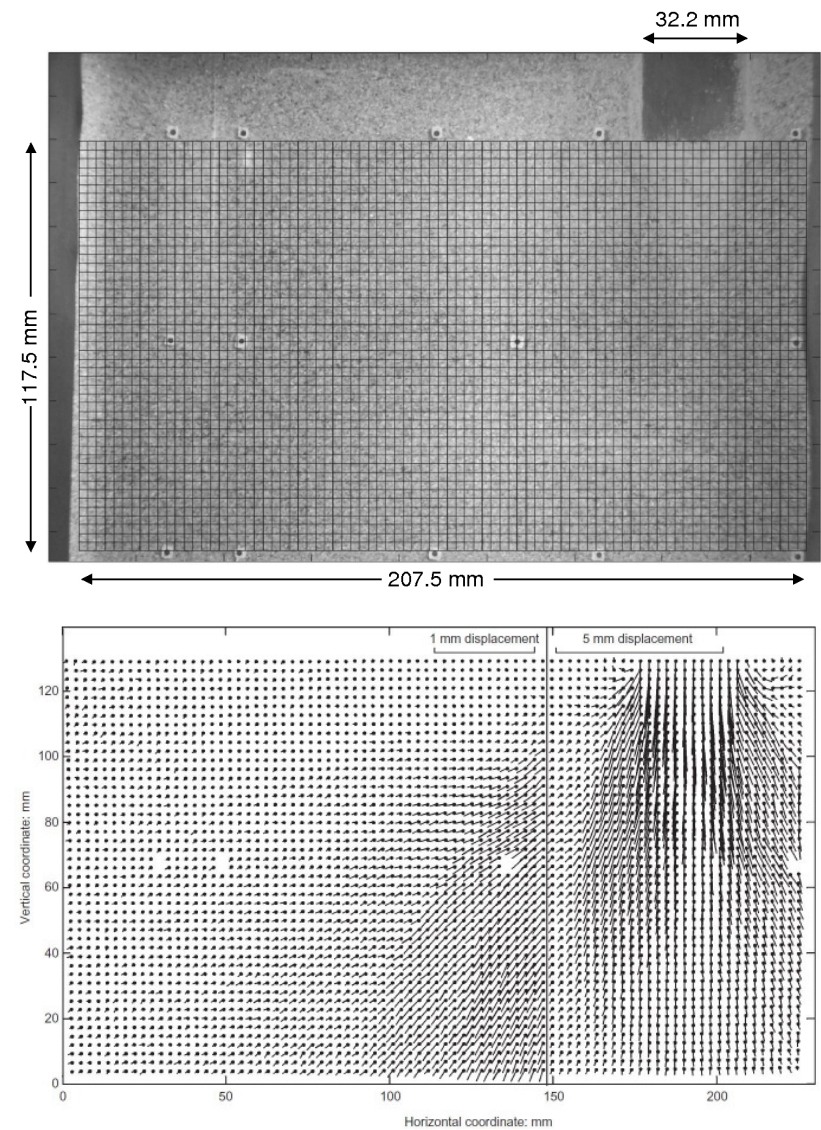 32.2 mm
117.5 mm
207.5 mm
1 mm displacement
5 mm displacement
120
100
80
60
40
20
0
Vertical coordinate: mm
0
50
100
150
200
Horizontal coordinate: mm